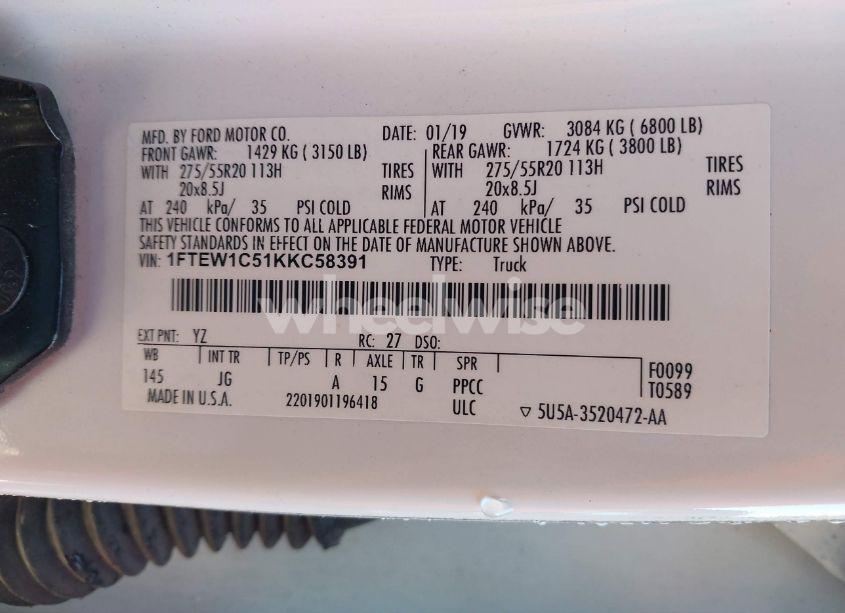 MFD. BY FORD MOTOR CO. DATE: 01/19 GVWR: 3084 KG ( 6800 LB)
FRONT GAWR: 1429 KG ( 3150 LB) REAR GAWR: 1724 KG ( 3800 LB)
WITH 275/55R20 113H TIRES WITH 275/55R20 113H TIRES
20x8.5J RIMS 20x8.5J RIMS
AT 240 kPa/ 35 PSI COLD AT 240 kPa/ 35 PSI COLD
THIS VEHICLE CONFORMS TO ALL APPLICABLE FEDERAL MOTOR VEHICLE
SAFETY STANDARDS IN EFFECT ON THE DATE OF MANUFACTURE SHOWN ABOVE.
VIN: 1FTEW1C51KKC58391 TYPE: Truck
wheelwise
EXT PNT: YZ RC: 27 DSO:
WB INT TR TP/PS R AXLE TR SPR F0099
145 JG A 15 G PPCC T0589
MADE IN U.S.A. 2201901196418 ULC ▽ 5U5A-3520472-AA